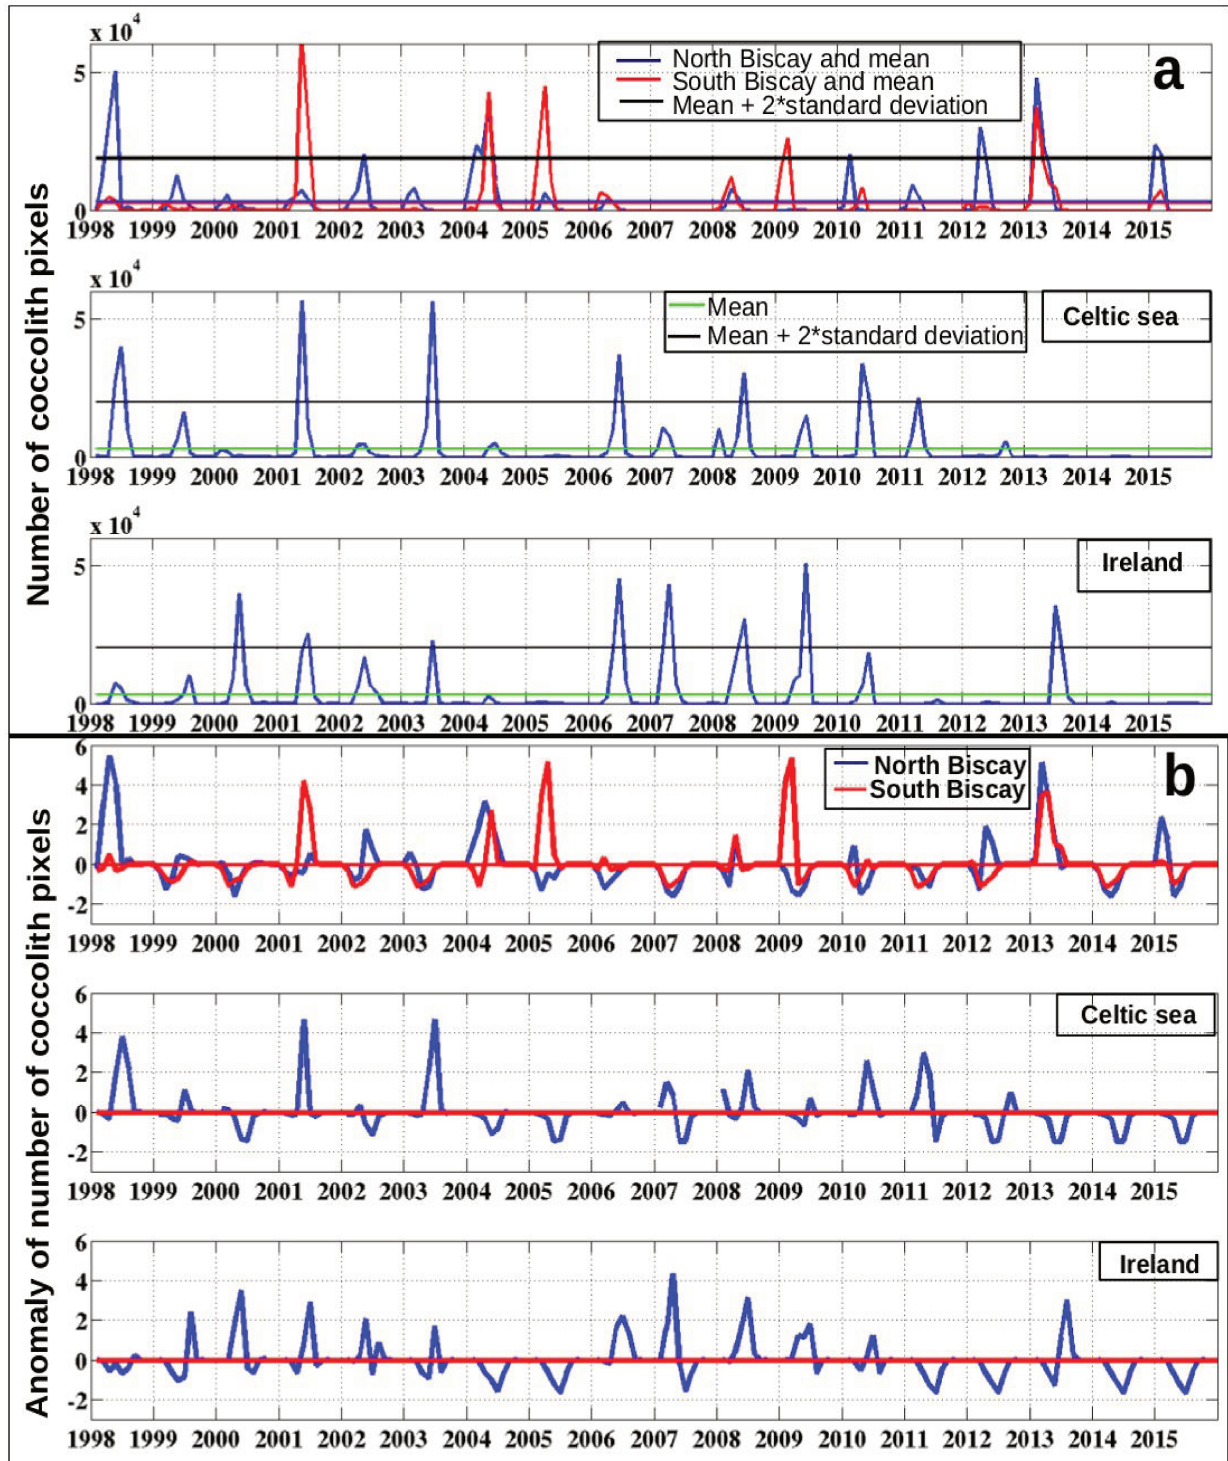 Number of coccolith pixels
x 10^4
North Biscay and mean
South Biscay and mean
Mean + 2*standard deviation
a
5
0
1998 1999 2000 2001 2002 2003 2004 2005 2006 2007 2008 2009 2010 2011 2012 2013 2014 2015
x 10^4
Mean
Mean + 2*standard deviation
Celtic sea
5
0
1998 1999 2000 2001 2002 2003 2004 2005 2006 2007 2008 2009 2010 2011 2012 2013 2014 2015
x 10^4
Ireland
5
0
1998 1999 2000 2001 2002 2003 2004 2005 2006 2007 2008 2009 2010 2011 2012 2013 2014 2015
Anomaly of number of coccolith pixels
North Biscay
South Biscay
b
6
4
2
0
-2
1998 1999 2000 2001 2002 2003 2004 2005 2006 2007 2008 2009 2010 2011 2012 2013 2014 2015
Celtic sea
6
4
2
0
-2
1998 1999 2000 2001 2002 2003 2004 2005 2006 2007 2008 2009 2010 2011 2012 2013 2014 2015
Ireland
6
4
2
0
-2
1998 1999 2000 2001 2002 2003 2004 2005 2006 2007 2008 2009 2010 2011 2012 2013 2014 2015